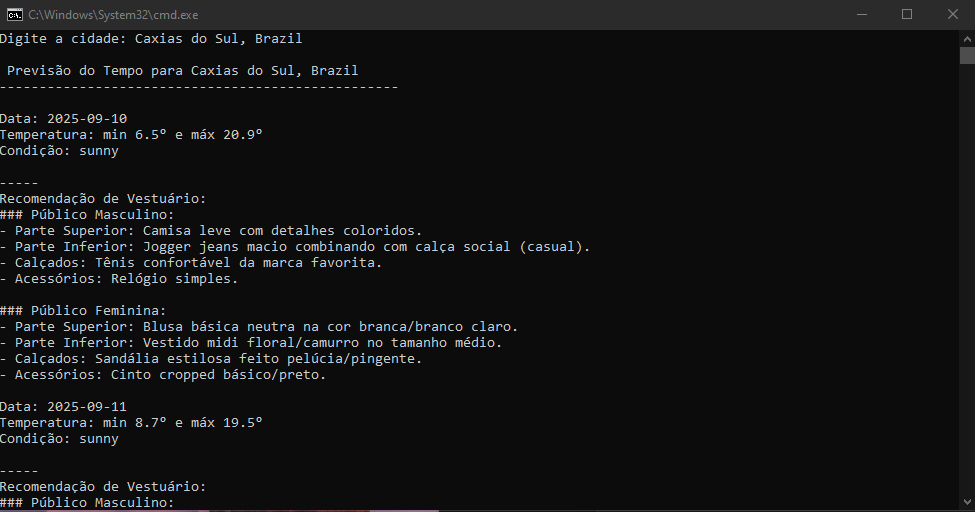 C:\Windows\System32\cmd.exe
Digite a cidade: Caxias do Sul, Brazil
Previsão do Tempo para Caxias do Sul, Brazil
--------------------------------------------------
Data: 2025-09-10
Temperatura: min 6.5° e máx 20.9°
Condição: sunny
-----
Recomendação de Vestuário:
### Público Masculino:
- Parte Superior: Camisa leve com detalhes coloridos.
- Parte Inferior: Jogger jeans macio combinando com calça social (casual).
- Calçados: Tênis confortável da marca favorita.
- Acessórios: Relógio simples.
### Público Feminina:
- Parte Superior: Blusa básica neutra na cor branca/branco claro.
- Parte Inferior: Vestido midi floral/camurro no tamanho médio.
- Calçados: Sandália estilosa feito pelúcia/pingente.
- Acessórios: Cinto cropped básico/preto.
Data: 2025-09-11
Temperatura: min 8.7° e máx 19.5°
Condição: sunny
-----
Recomendação de Vestuário:
### Público Masculino: